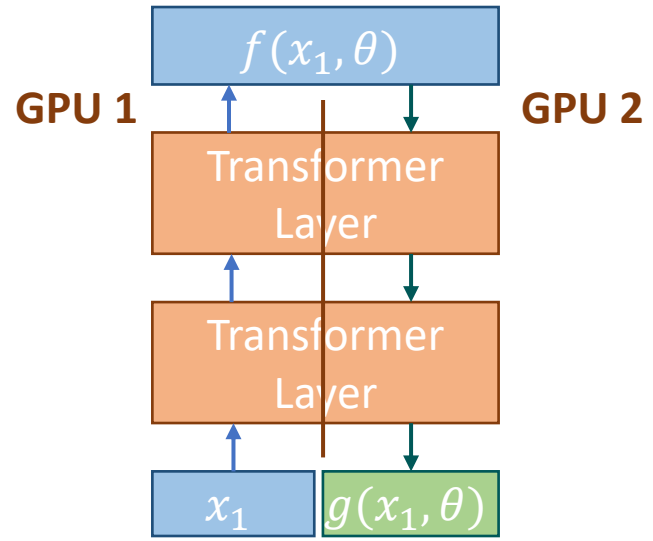 f(x₁, θ)
GPU 1
GPU 2
Transformer
Layer
Transformer
Layer
x₁
g(x₁, θ)